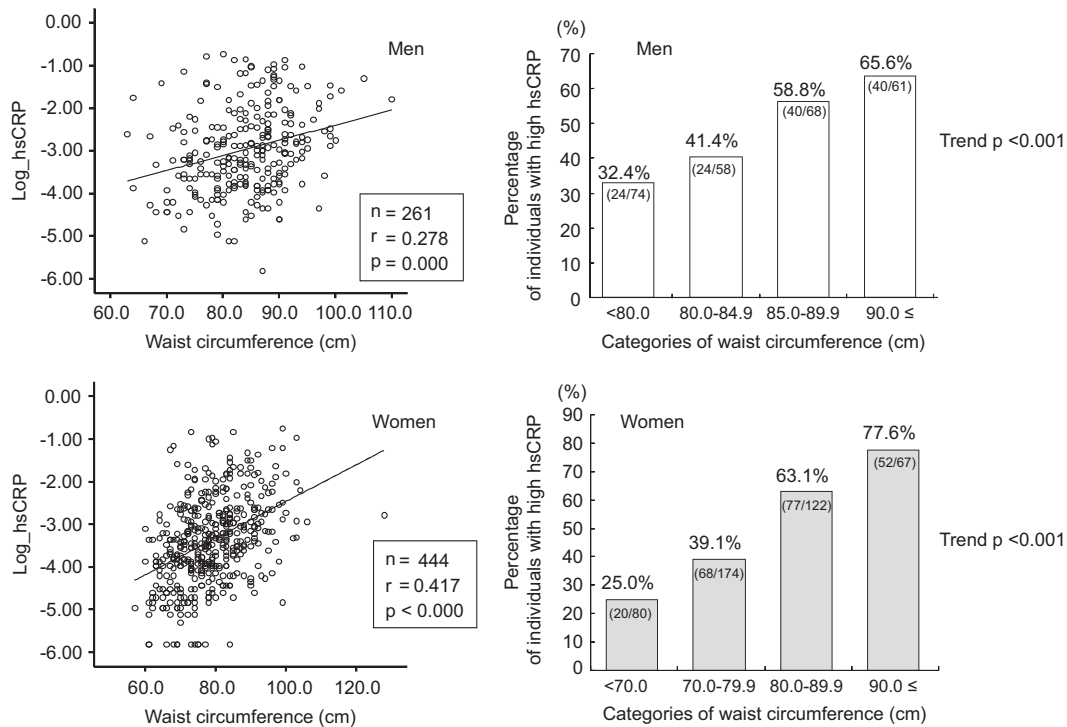 0.00
-1.00
-2.00
-3.00
-4.00
-5.00
-6.00
Log_hsCRP
Men
n = 261
r = 0.278
p = 0.000
60.0 70.0 80.0 90.0 100.0 110.0
Waist circumference (cm)
(%)
70
60
50
40
30
20
10
0
Percentage
of individuals with high hsCRP
Men
32.4%
(24/74)
41.4%
(24/58)
58.8%
(40/68)
65.6%
(40/61)
<80.0 80.0-84.9 85.0-89.9 90.0 ≤
Categories of waist circumference (cm)
Trend p <0.001
0.00
-1.00
-2.00
-3.00
-4.00
-5.00
-6.00
Log_hsCRP
Women
n = 444
r = 0.417
p < 0.000
60.0 80.0 100.0 120.0
Waist circumference (cm)
(%)
90
80
70
60
50
40
30
20
10
0
Percentage
of individuals with high hsCRP
Women
25.0%
(20/80)
39.1%
(68/174)
63.1%
(77/122)
77.6%
(52/67)
<70.0 70.0-79.9 80.0-89.9 90.0 ≤
Categories of waist circumference (cm)
Trend p <0.001